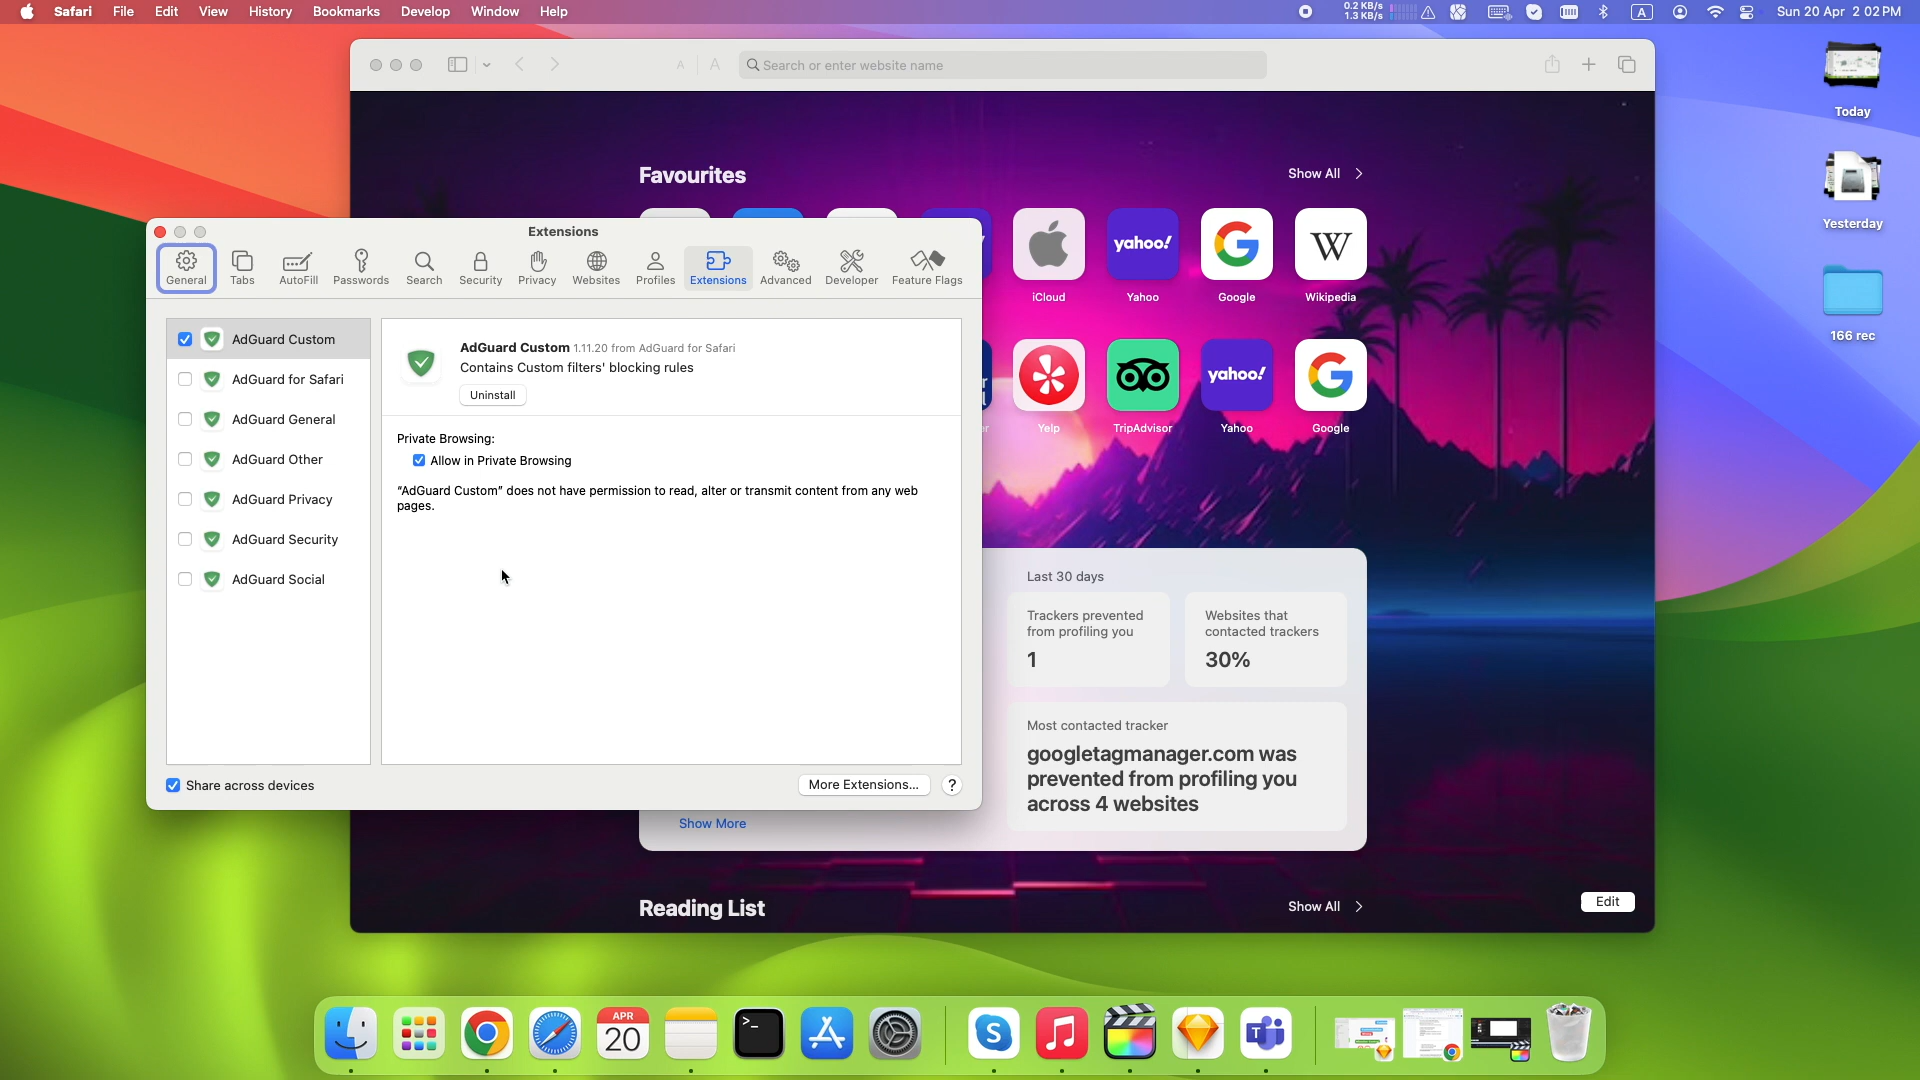 Safari File Edit View History Bookmarks Develop Window Help
0.2 KB/s
1.3 KB/s
A
Sun 20 Apr 2 02 PM
A A
Search or enter website name
Today
Yesterday
166 rec
Favourites
Show All
iCloud
yahoo!
Yahoo
Google
W
Wikipedia
Yelp
TripAdvisor
yahoo!
Yahoo
Google
Extensions
General Tabs AutoFill Passwords Search Security Privacy Websites Profiles Extensions Advanced Developer Feature Flags
AdGuard Custom
AdGuard for Safari
AdGuard General
AdGuard Other
AdGuard Privacy
AdGuard Security
AdGuard Social
AdGuard Custom 1.11.20 from AdGuard for Safari
Contains Custom filters' blocking rules
Uninstall
Private Browsing:
Allow in Private Browsing
“AdGuard Custom” does not have permission to read, alter or transmit content from any web
pages.
Share across devices
More Extensions...
?
Last 30 days
Trackers prevented
from profiling you
1
Websites that
contacted trackers
30%
Most contacted tracker
googletagmanager.com was
prevented from profiling you
across 4 websites
Show More
Reading List
Show All
Edit
APR
20
>_
S
T